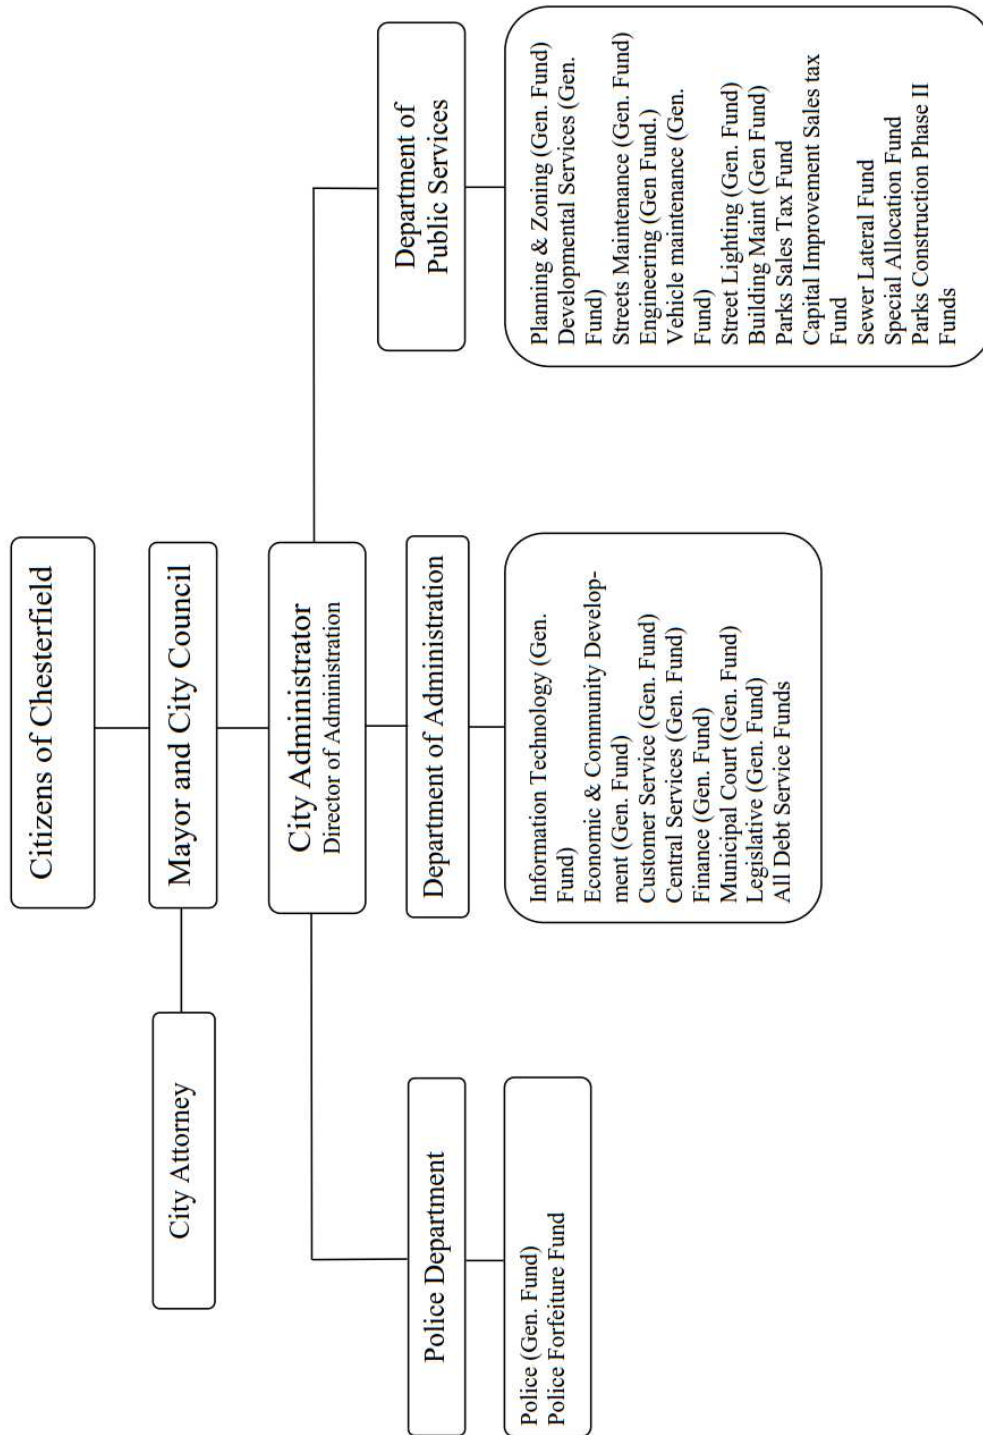 Citizens of Chesterfield
Mayor and City Council
City Attorney
City Administrator
Director of Administration
Police Department
Department of Administration
Department of
Public Services
Police (Gen. Fund)
Police Forfeiture Fund
Information Technology (Gen.
Fund)
Economic & Community Develop-
ment (Gen. Fund)
Customer Service (Gen. Fund)
Central Services (Gen. Fund)
Finance (Gen. Fund)
Municipal Court (Gen. Fund)
Legislative (Gen. Fund)
All Debt Service Funds
Planning & Zoning (Gen. Fund)
Developmental Services (Gen.
Fund)
Streets Maintenance (Gen. Fund)
Engineering (Gen Fund.)
Vehicle maintenance (Gen.
Fund)
Street Lighting (Gen. Fund)
Building Maint (Gen Fund)
Parks Sales Tax Fund
Capital Improvement Sales tax
Fund
Sewer Lateral Fund
Special Allocation Fund
Parks Construction Phase II
Funds